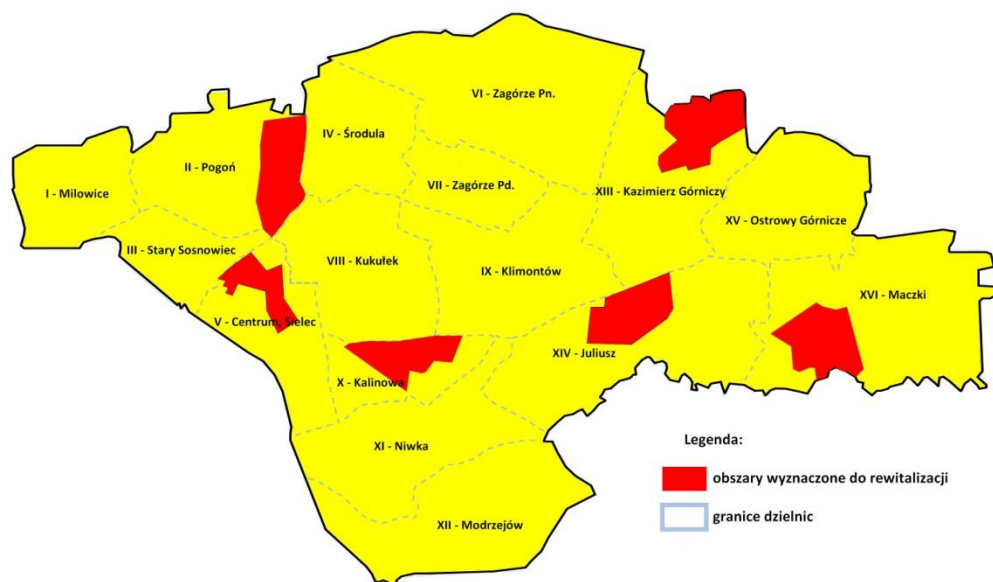 VI - Zagórze Pn.
IV - Środula
II - Pogoń
I - Milowice
VII - Zagórze Pd.
XIII - Kazimierz Górniczy
XV - Ostrowy Górnicze
III - Stary Sosnowiec
VIII - Kukułek
IX - Klimontów
XVI - Maczki
V - Centrum, Sielec
XIV - Juliusz
X - Kalinowa
XI - Niwka
XII - Modrzejów
Legenda:
obszary wyznaczone do rewitalizacji
granice dzielnic